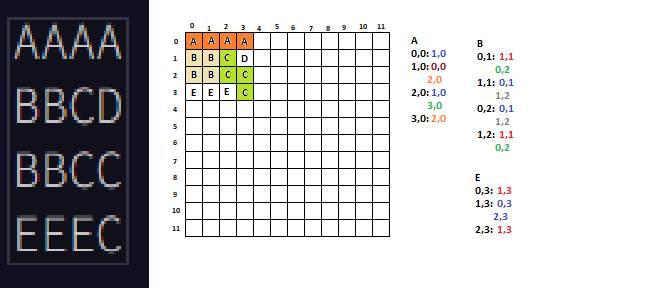 AAAA
BBCD
BBCC
EEEC
0 1 2 3 4 5 6 7 8 9 10 11
0 A A A A
1 B B C D
2 B B C C
3 E E E C
4
5
6
7
8
9
10
11
A
0,0: 1,0
1,0: 0,0
2,0
2,0: 1,0
3,0
3,0: 2,0
B
0,1: 1,1
0,2
1,1: 0,1
1,2
0,2: 0,1
1,2
1,2: 1,1
0,2
E
0,3: 1,3
1,3: 0,3
2,3
2,3: 1,3